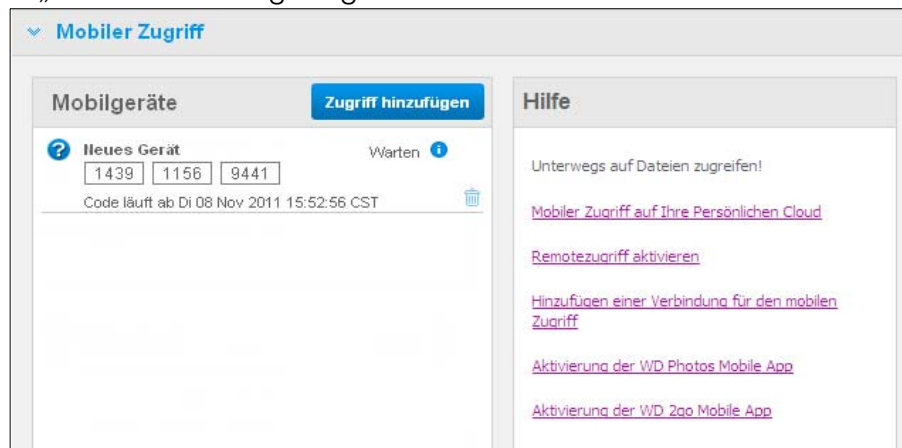 Mobiler Zugriff
Mobilgeräte
Zugriff hinzufügen
Neues Gerät
Warten
1439 1156 9441
Code läuft ab Di 08 Nov 2011 15:52:56 CST
Hilfe
Unterwegs auf Dateien zugreifen!
Mobiler Zugriff auf Ihre Persönlichen Cloud
Remotezugriff aktivieren
Hinzufügen einer Verbindung für den mobilen
Zugriff
Aktivierung der WD Photos Mobile App
Aktivierung der WD 2go Mobile App